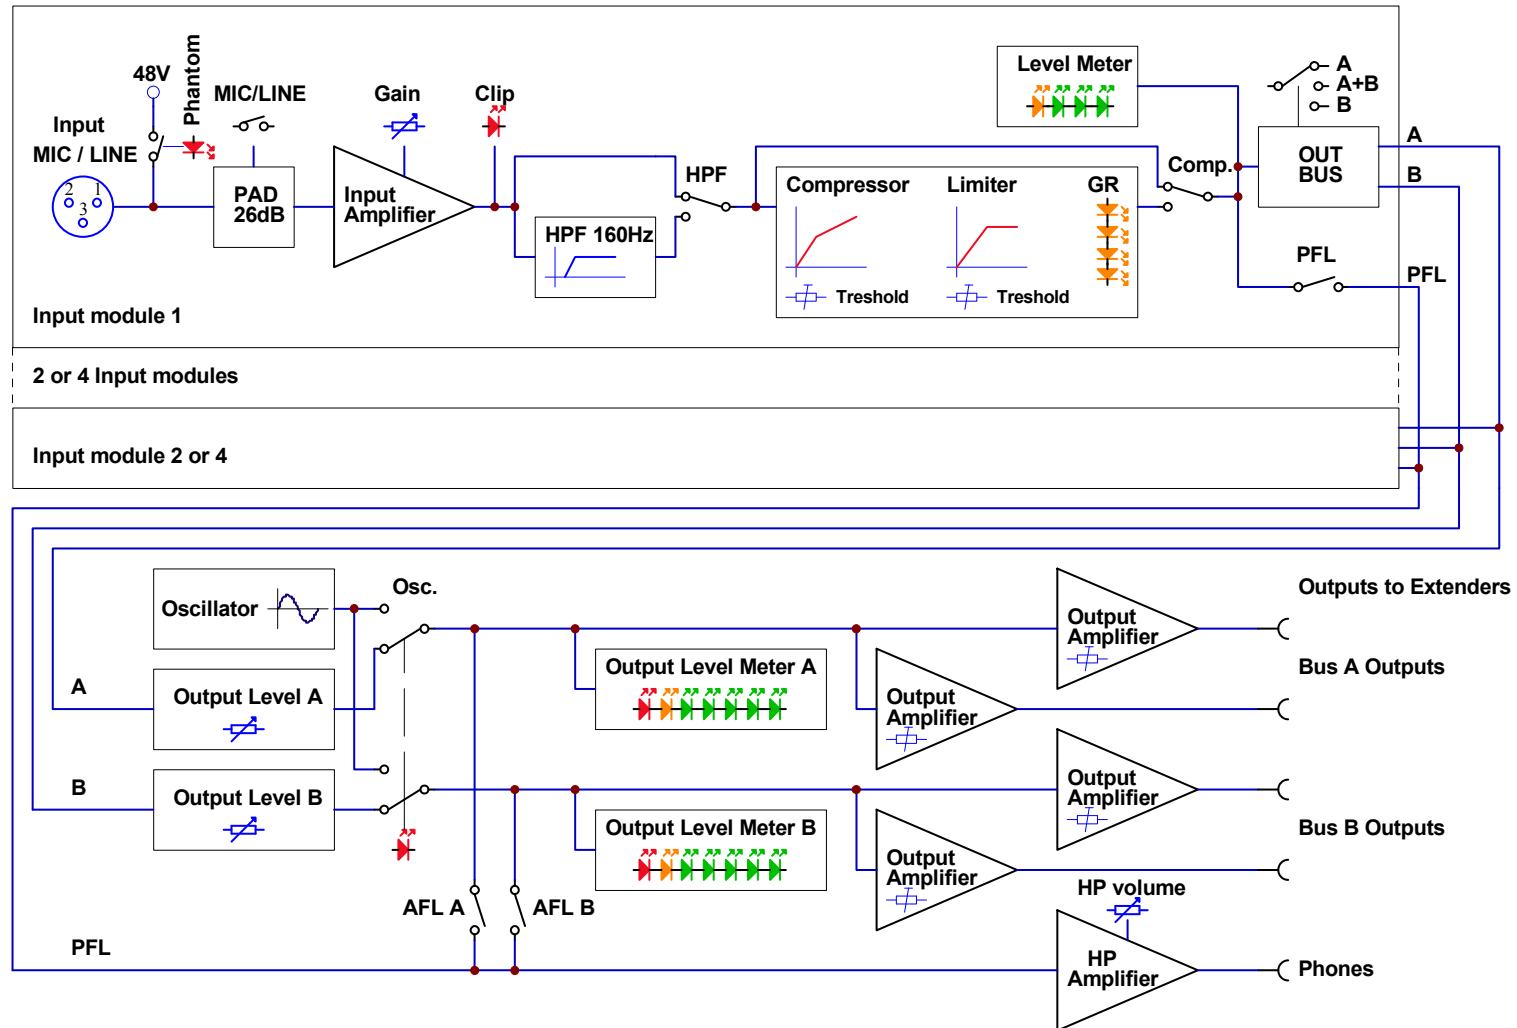 48V
Phantom
MIC/LINE
Gain
Clip
Level Meter
A
A+B
B
Input
MIC / LINE
2 1
3
PAD
26dB
Input
Amplifier
HPF
HPF 160Hz
Compressor
Limiter
GR
Treshold
Treshold
Comp.
OUT
BUS
A
B
PFL
PFL
Input module 1
2 or 4 Input modules
Input module 2 or 4
Oscillator
Osc.
Output
Amplifier
Outputs to Extenders
A
Output Level A
Output Level Meter A
Output
Amplifier
Bus A Outputs
B
Output Level B
Output Level Meter B
Output
Amplifier
Bus B Outputs
Output
Amplifier
AFL A
AFL B
HP volume
PFL
HP
Amplifier
Phones